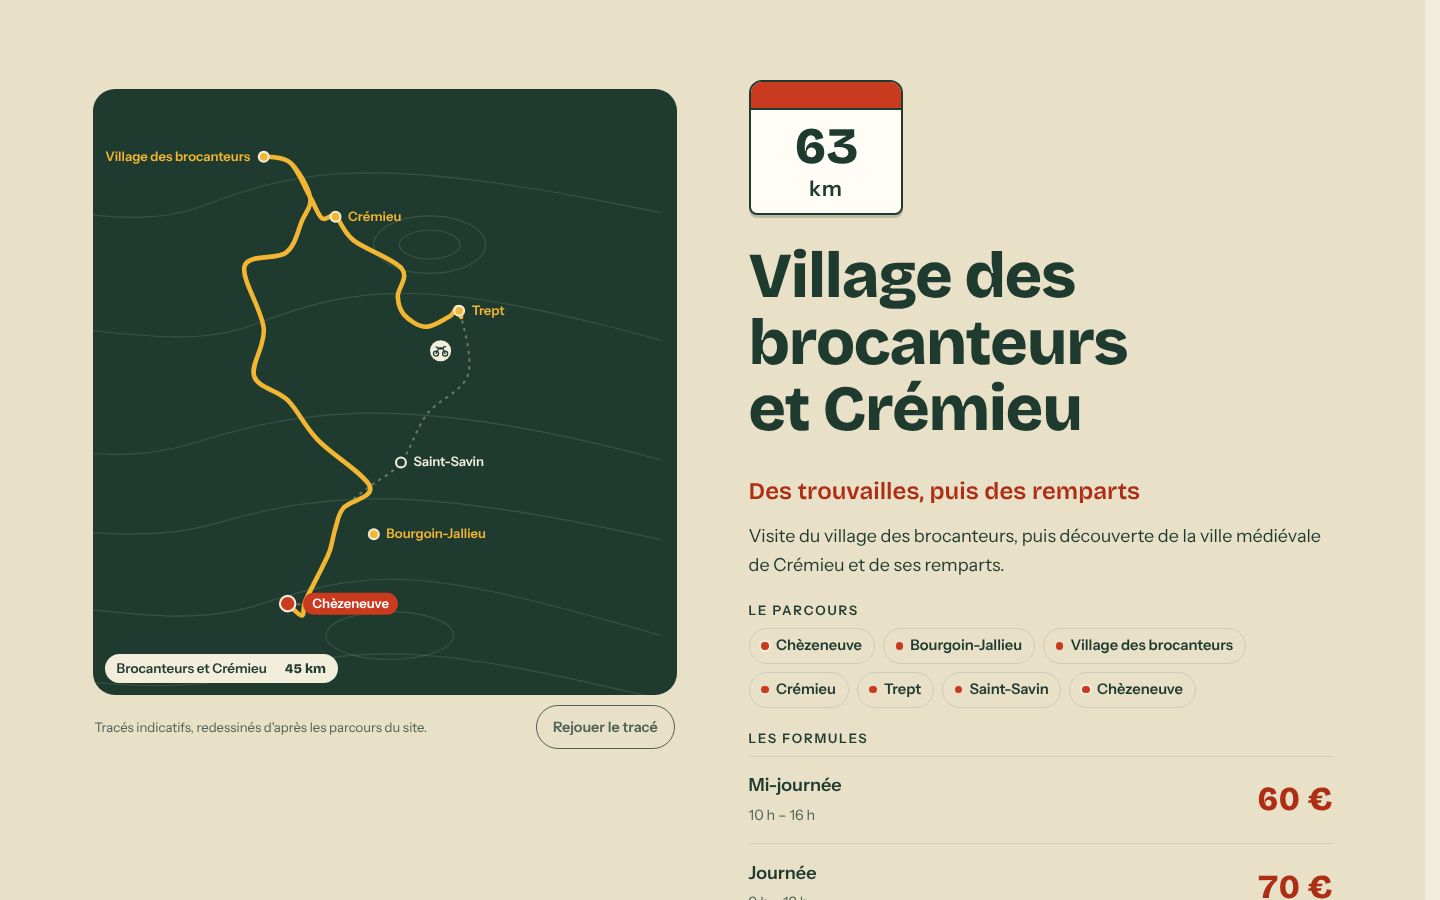 Village des brocanteurs
Crémieu
Trept
Saint-Savin
Bourgoin-Jallieu
Chèzeneuve
Brocanteurs et Crémieu 45 km
Tracés indicatifs, redessinés d'après les parcours du site.
Rejouer le tracé
63
km
Village des
brocanteurs
et Crémieu
Des trouvailles, puis des remparts
Visite du village des brocanteurs, puis découverte de la ville médiévale
de Crémieu et de ses remparts.
LE PARCOURS
Chèzeneuve Bourgoin-Jallieu Village des brocanteurs
Crémieu Trept Saint-Savin Chèzeneuve
LES FORMULES
Mi-journée
60 €
10 h – 16 h
Journée
70 €